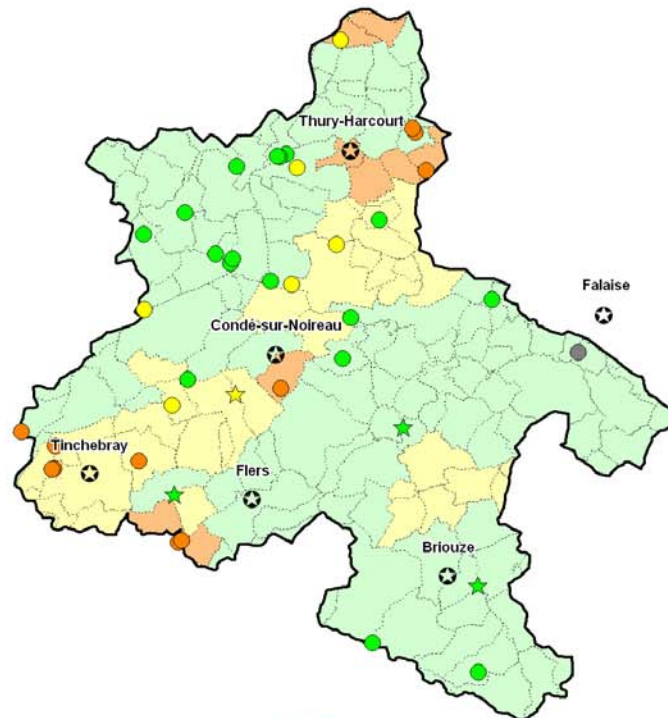 Thury-Harcourt
Falaise
Condé-sur-Noireau
Tinchebray
Flers
Briouze